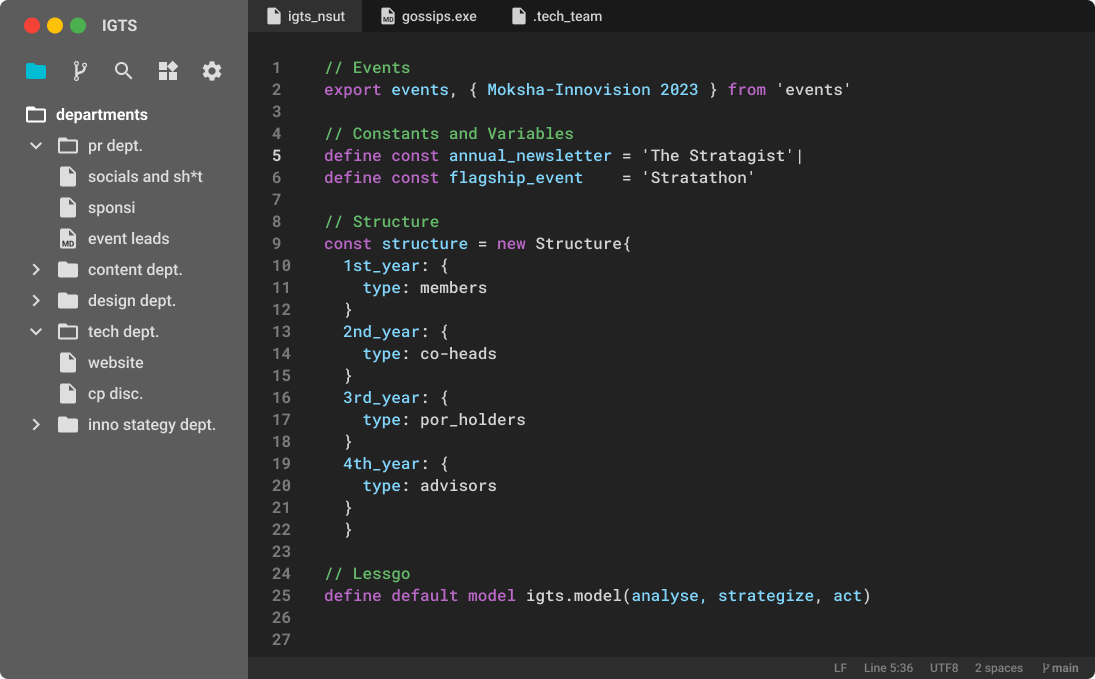 IGTS
departments
pr dept.
socials and sh*t
sponsi
MD event leads
content dept.
design dept.
tech dept.
website
cp disc.
inno stategy dept.
igts_nsut MD gossips.exe .tech_team
1 // Events
2 export events, { Moksha-Innovision 2023 } from 'events'
3
4 // Constants and Variables
5 define const annual_newsletter = 'The Stratagist'|
6 define const flagship_event    = 'Stratathon'
7
8 // Structure
9 const structure = new Structure{
10   1st_year: {
11     type: members
12   }
13   2nd_year: {
14     type: co-heads
15   }
16   3rd_year: {
17     type: por_holders
18   }
19   4th_year: {
20     type: advisors
21   }
22   }
23
24 // Lessgo
25 define default model igts.model(analyse, strategize, act)
26
27
LF Line 5:36 UTF8 2 spaces main